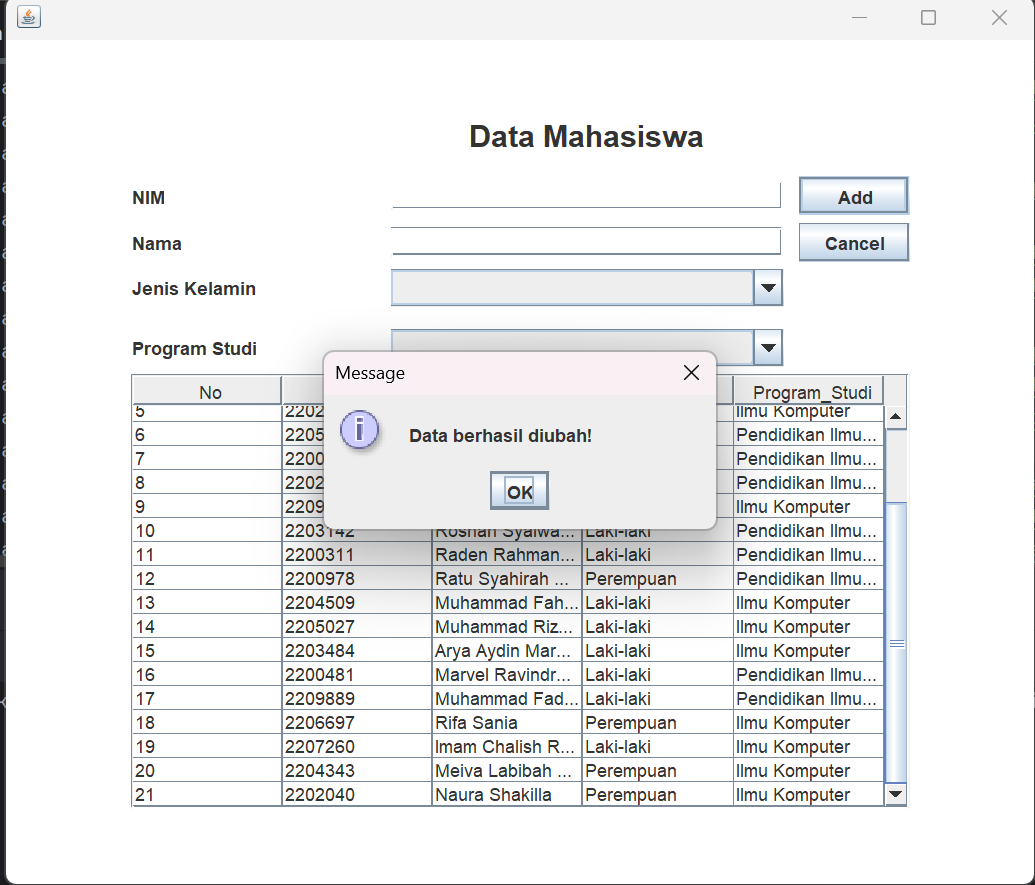 Data Mahasiswa
NIM Add
Nama Cancel
Jenis Kelamin
Program Studi
Message
Data berhasil diubah!
OK
No Program_Studi
5 2202 Ilmu Komputer
6 2205 Pendidikan Ilmu...
7 2200 Pendidikan Ilmu...
8 2202 Pendidikan Ilmu...
9 2209 Ilmu Komputer
10 2203142 Roshan Syalwa... Laki-laki Pendidikan Ilmu...
11 2200311 Raden Rahman... Laki-laki Pendidikan Ilmu...
12 2200978 Ratu Syahirah ... Perempuan Pendidikan Ilmu...
13 2204509 Muhammad Fah... Laki-laki Ilmu Komputer
14 2205027 Muhammad Riz... Laki-laki Ilmu Komputer
15 2203484 Arya Aydin Mar... Laki-laki Ilmu Komputer
16 2200481 Marvel Ravindr... Laki-laki Pendidikan Ilmu...
17 2209889 Muhammad Fad... Laki-laki Pendidikan Ilmu...
18 2206697 Rifa Sania Perempuan Ilmu Komputer
19 2207260 Imam Chalish R... Laki-laki Ilmu Komputer
20 2204343 Meiva Labibah ... Perempuan Ilmu Komputer
21 2202040 Naura Shakilla Perempuan Ilmu Komputer